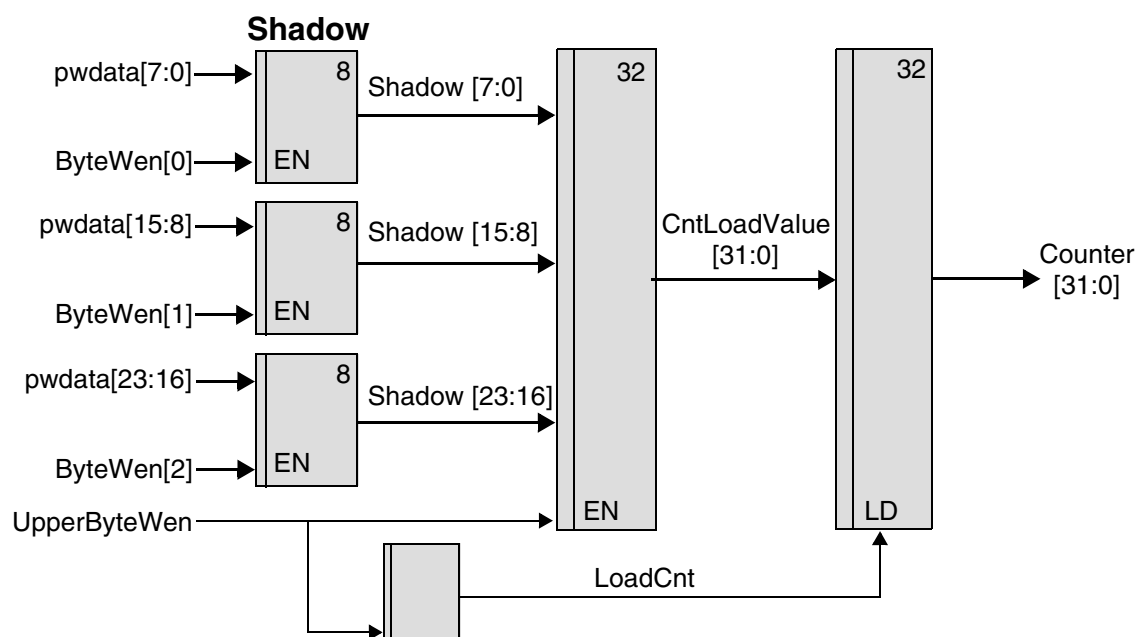 Shadow
pwdata[7:0]
8
Shadow [7:0]
32
32
ByteWen[0]
EN
pwdata[15:8]
8
Shadow [15:8]
CntLoadValue
[31:0]
Counter
[31:0]
ByteWen[1]
EN
pwdata[23:16]
8
Shadow [23:16]
ByteWen[2]
EN
UpperByteWen
EN
LD
LoadCnt